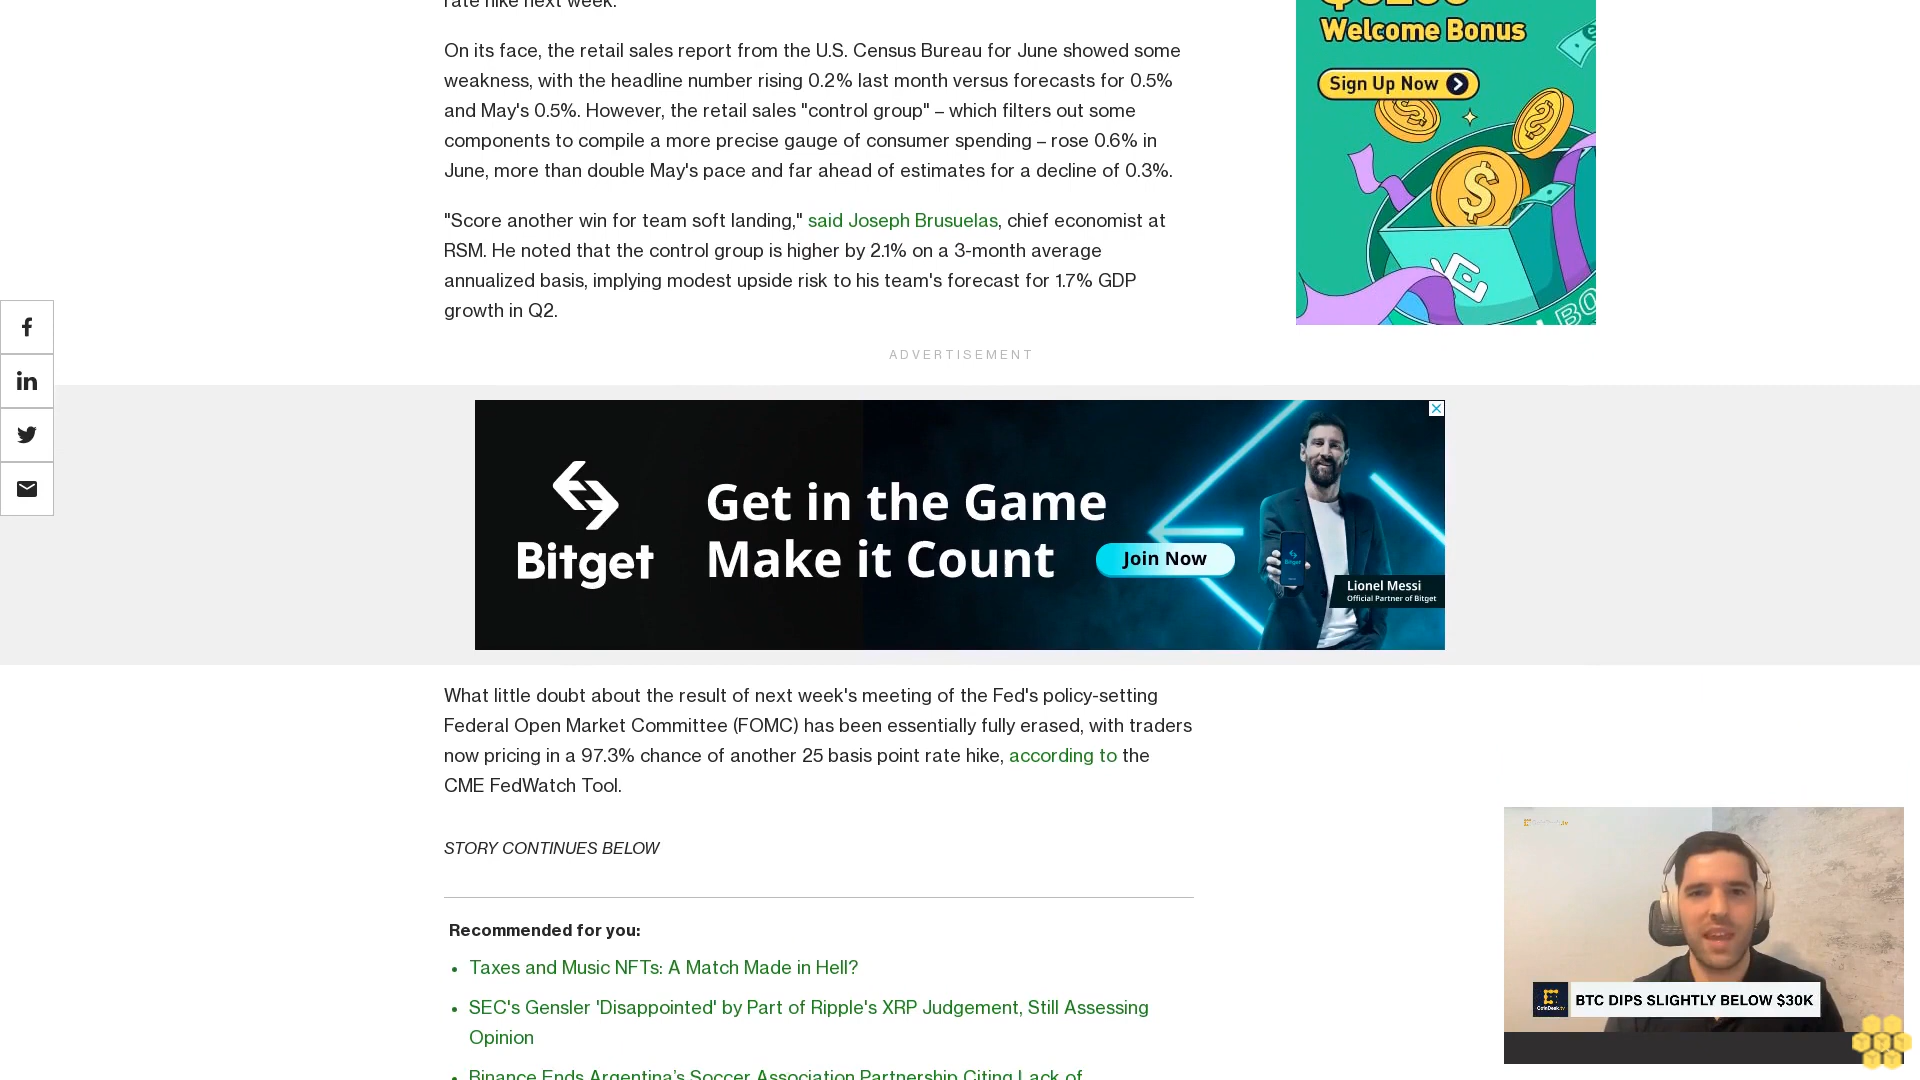 rate hike next week.
On its face, the retail sales report from the U.S. Census Bureau for June showed some
weakness, with the headline number rising 0.2% last month versus forecasts for 0.5%
and May's 0.5%. However, the retail sales "control group" – which filters out some
components to compile a more precise gauge of consumer spending – rose 0.6% in
June, more than double May's pace and far ahead of estimates for a decline of 0.3%.
"Score another win for team soft landing," said Joseph Brusuelas, chief economist at
RSM. He noted that the control group is higher by 2.1% on a 3-month average
annualized basis, implying modest upside risk to his team's forecast for 1.7% GDP
growth in Q2.
Welcome Bonus
Sign Up Now
ADVERTISEMENT
Bitget
Get in the Game
Make it Count
Join Now
Lionel Messi
Official Partner of Bitget
What little doubt about the result of next week's meeting of the Fed's policy-setting
Federal Open Market Committee (FOMC) has been essentially fully erased, with traders
now pricing in a 97.3% chance of another 25 basis point rate hike, according to the
CME FedWatch Tool.
STORY CONTINUES BELOW
Recommended for you:
• Taxes and Music NFTs: A Match Made in Hell?
• SEC's Gensler 'Disappointed' by Part of Ripple's XRP Judgement, Still Assessing
Opinion
• Binance Ends Argentina's Soccer Association Partnership Citing Lack of
BTC DIPS SLIGHTLY BELOW $30K